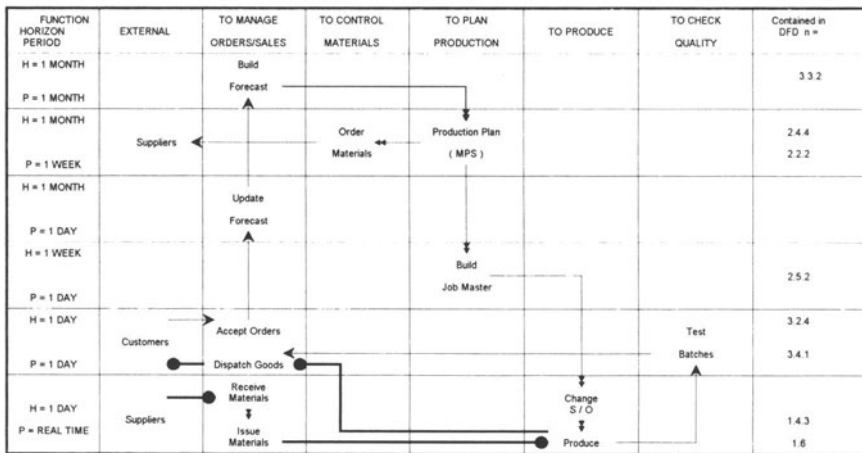 FUNCTION
HORIZON
PERIOD
EXTERNAL
TO MANAGE
ORDERS/SALES
TO CONTROL
MATERIALS
TO PLAN
PRODUCTION
TO PRODUCE
TO CHECK
QUALITY
Contained in
DFD n =
H = 1 MONTH
P = 1 MONTH
Build
Forecast
3.3.2
H = 1 MONTH
P = 1 WEEK
Suppliers
Order
Materials
Production Plan
( MPS )
2.4.4
2.2.2
H = 1 MONTH
P = 1 DAY
Update
Forecast
H = 1 WEEK
P = 1 DAY
Build
Job Master
2.5.2
H = 1 DAY
P = 1 DAY
Customers
Accept Orders
Dispatch Goods
Test
Batches
3.2.4
3.4.1
H = 1 DAY
P = REAL TIME
Suppliers
Receive
Materials
Issue
Materials
Change
S / O
Produce
1.4.3
1.6